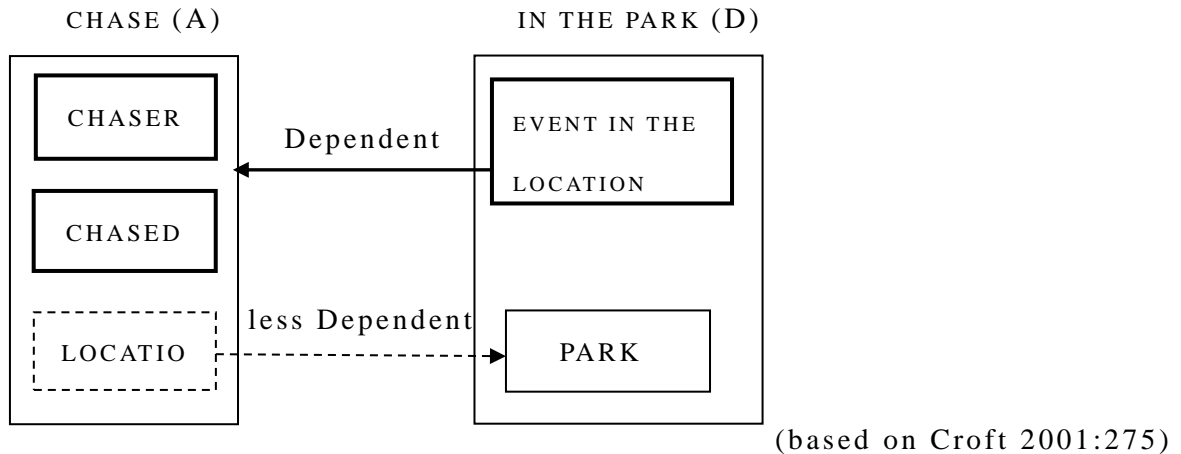 CHASE (A)
IN THE PARK (D)
CHASER
CHASED
LOCATIO
Dependent
less Dependent
EVENT IN THE
LOCATION
PARK
(based on Croft 2001:275)